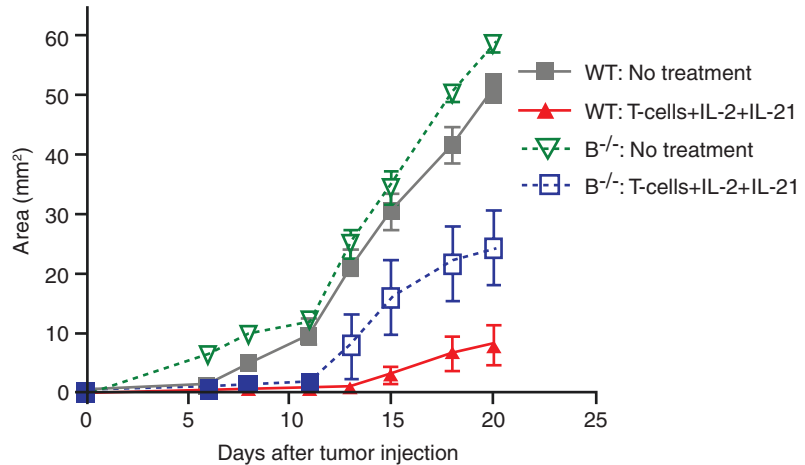 Area (mm²)
60
50
40
30
20
10
0
0
5
10
15
20
25
Days after tumor injection
WT: No treatment
WT: T-cells+IL-2+IL-21
B⁻/⁻: No treatment
B⁻/⁻: T-cells+IL-2+IL-21